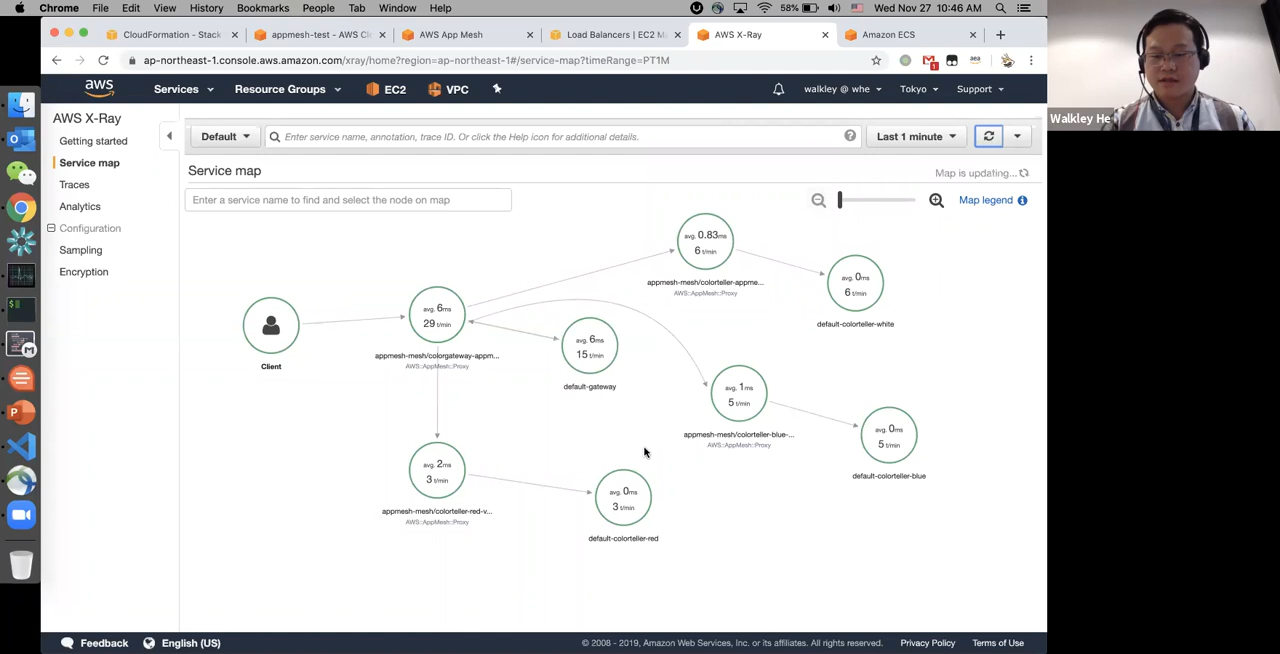 Chrome File Edit View History Bookmarks People Tab Window Help 58% Wed Nov 27 10:46 AM
CloudFormation - Stack appmesh-test - AWS Cl AWS App Mesh Load Balancers | EC2 M AWS X-Ray Amazon ECS
ap-northeast-1.console.aws.amazon.com/xray/home?region=ap-northeast-1#/service-map?timeRange=PT1M
aws Services Resource Groups EC2 VPC walkley @ whe Tokyo Support
Walkley He
AWS X-Ray
Getting started
Service map
Traces
Analytics
Configuration
Sampling
Encryption
Default Enter service name, annotation, trace ID. Or click the Help icon for additional details. Last 1 minute
Service map Map is updating...
Enter a service name to find and select the node on map Map legend
avg. 0.83ms
6 t/min
appmesh-mesh/colorteller-appme...
AWS::AppMesh::Proxy
avg. 0ms
6 t/min
default-colorteller-white
Client
avg. 6ms
29 t/min
appmesh-mesh/colorgateway-appm...
AWS::AppMesh::Proxy
avg. 6ms
15 t/min
default-gateway
avg. 1ms
5 t/min
appmesh-mesh/colorteller-blue-...
AWS::AppMesh::Proxy
avg. 0ms
5 t/min
default-colorteller-blue
avg. 2ms
3 t/min
appmesh-mesh/colorteller-red-v...
AWS::AppMesh::Proxy
avg. 0ms
3 t/min
default-colorteller-red
Feedback English (US) © 2008 - 2019, Amazon Web Services, Inc. or its affiliates. All rights reserved. Privacy Policy Terms of Use